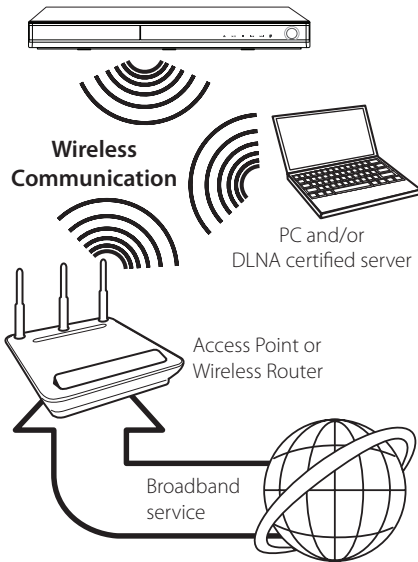 Wireless
Communication
PC and/or
DLNA certified server
Access Point or
Wireless Router
Broadband
service